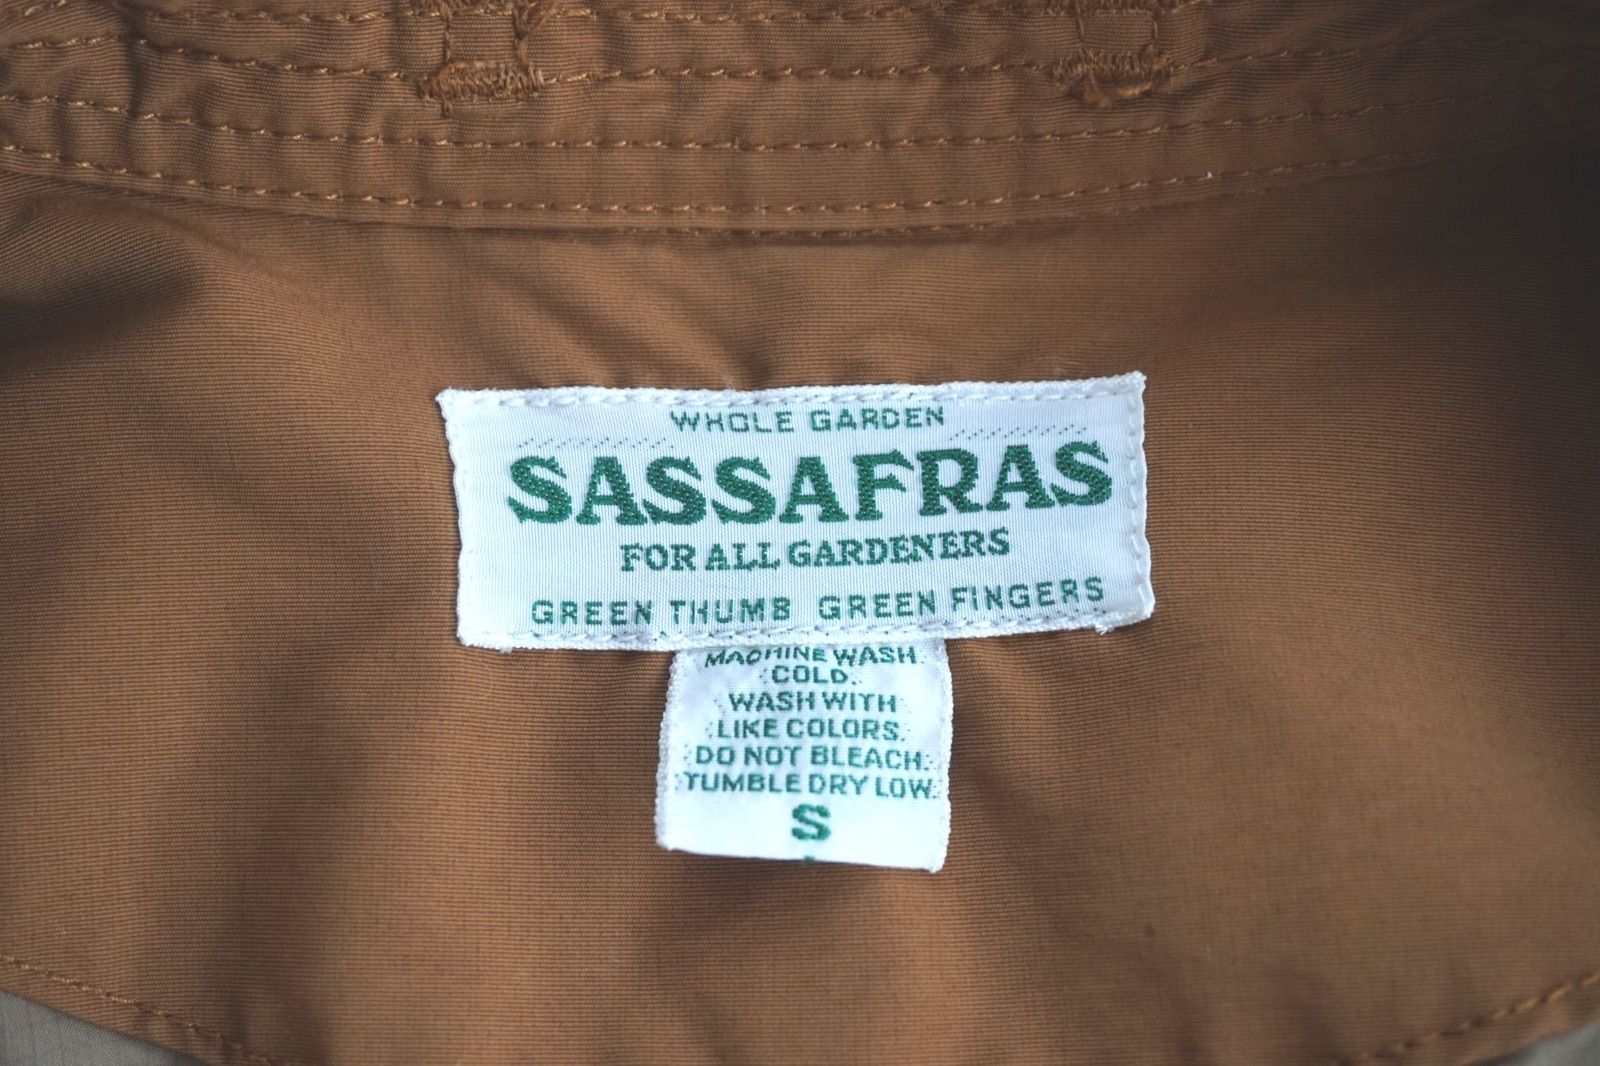 WHOLE GARDEN
SASSAFRAS
FOR ALL GARDENERS
GREEN THUMB GREEN FINGERS
MACHINE WASH
COLD.
WASH WITH
LIKE COLORS.
DO NOT BLEACH.
TUMBLE DRY LOW.
S